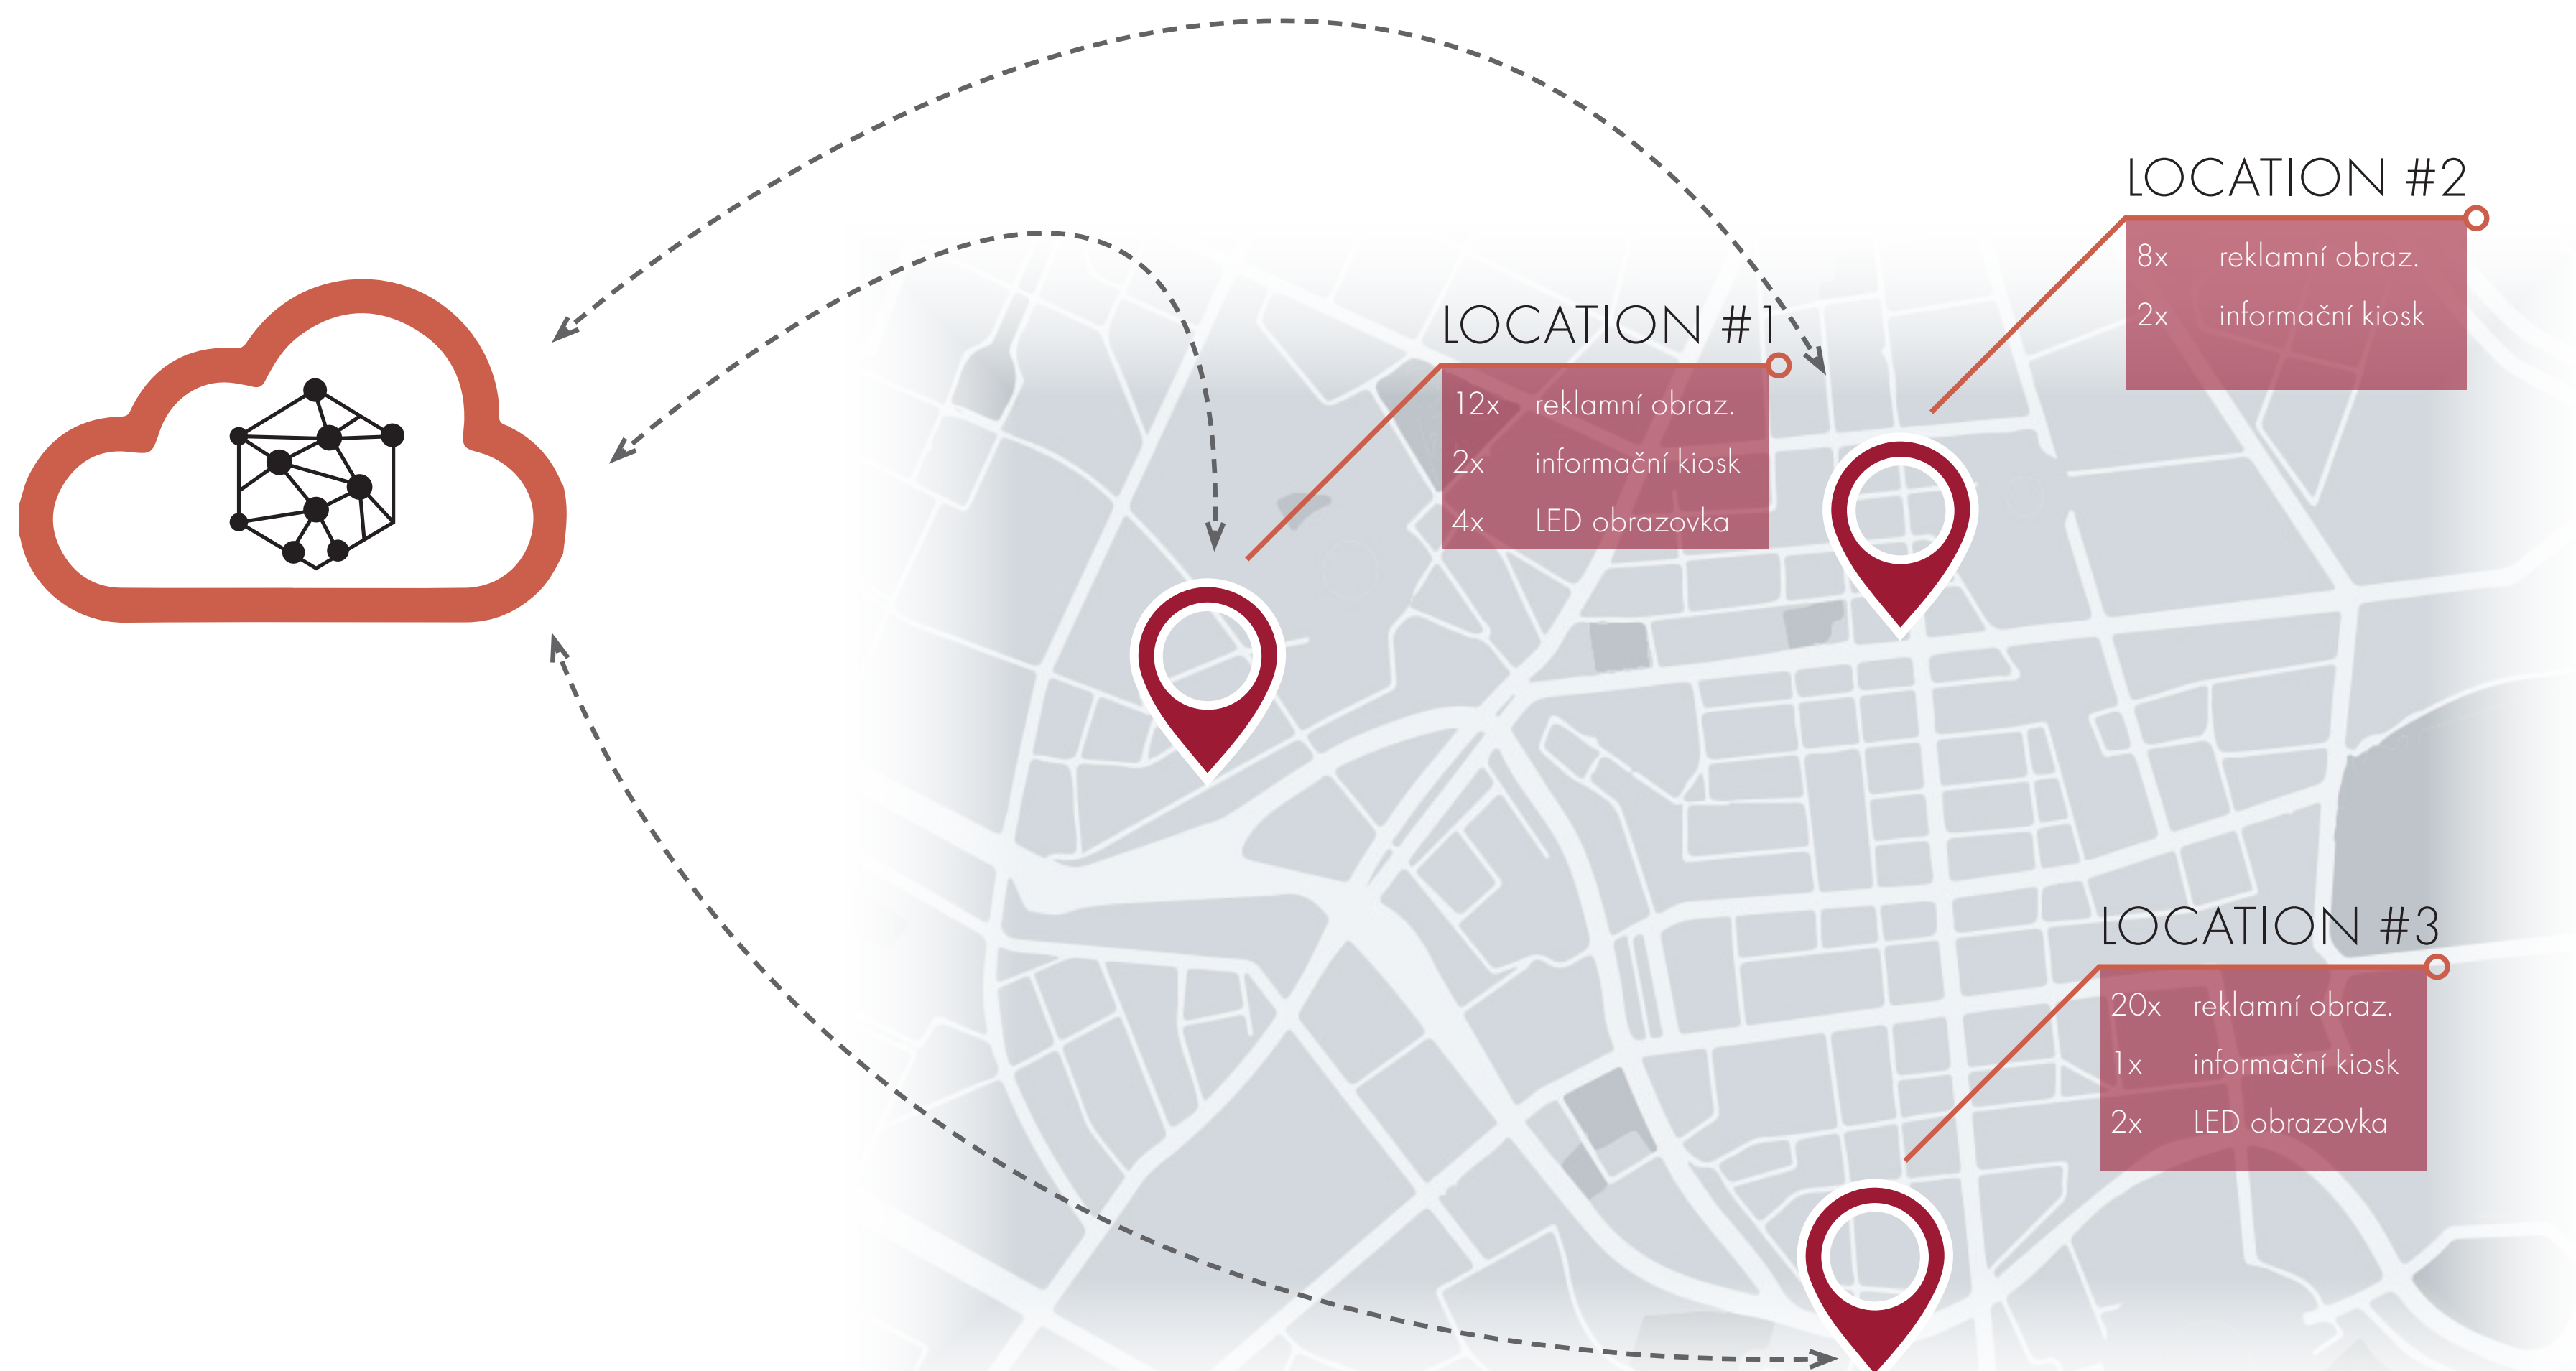 LOCATION #2
8x reklamní obraz.
2x informační kiosk
LOCATION #1
12x reklamní obraz.
2x informační kiosk
4x LED obrazovka
LOCATION #3
20x reklamní obraz.
1x informační kiosk
2x LED obrazovka